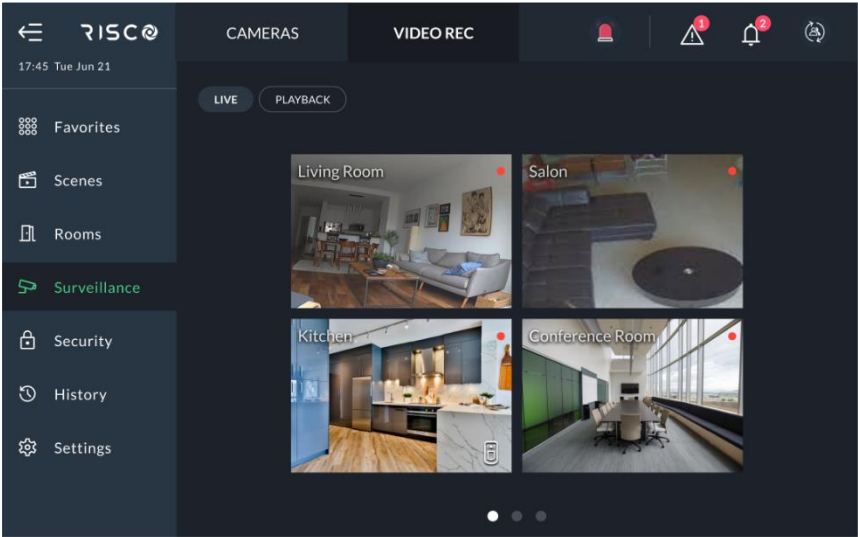 RISCO
CAMERAS
VIDEO REC
1
2
17:45 Tue Jun 21
LIVE
PLAYBACK
Favorites
Scenes
Rooms
Surveillance
Security
History
Settings
Living Room
Salon
Kitchen
Conference Room